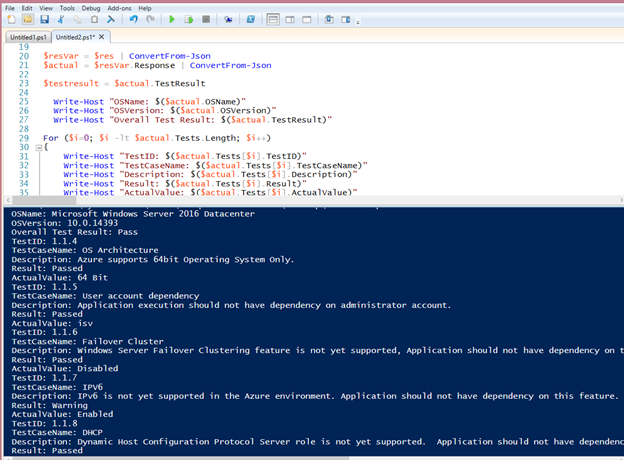 File Edit View Tools Debug Add-ons Help
Untitled1.ps1 Untitled2.ps1* X
19
20 $resVar = $res | ConvertFrom-Json
21 $actual = $resVar.Response | ConvertFrom-Json
22
23 $testresult = $actual.TestResult
24
25 Write-Host "OSName: $($actual.OSName)"
26 Write-Host "OSVersion: $($actual.OSVersion)"
27 Write-Host "Overall Test Result: $($actual.TestResult)"
28
29 For ($i=0; $i -lt $actual.Tests.Length; $i++)
30 {
31 Write-Host "TestID: $($actual.Tests[$i].TestID)"
32 Write-Host "TestCaseName: $($actual.Tests[$i].TestCaseName)"
33 Write-Host "Description: $($actual.Tests[$i].Description)"
34 Write-Host "Result: $($actual.Tests[$i].Result)"
35 Write-Host "ActualValue: $($actual.Tests[$i].ActualValue)"
OSName: Microsoft Windows Server 2016 Datacenter
OSVersion: 10.0.14393
Overall Test Result: Pass
TestID: 1.1.4
TestCaseName: OS Architecture
Description: Azure supports 64bit Operating System Only.
Result: Passed
ActualValue: 64 Bit
TestID: 1.1.5
TestCaseName: User account dependency
Description: Application execution should not have dependency on administrator account.
Result: Passed
ActualValue: isv
TestID: 1.1.6
TestCaseName: Failover Cluster
Description: Windows Server Failover Clustering feature is not yet supported, Application should not have dependency on t
Result: Passed
ActualValue: Disabled
TestID: 1.1.7
TestCaseName: IPV6
Description: IPv6 is not yet supported in the Azure environment. Application should not have dependency on this feature.
Result: Warning
ActualValue: Enabled
TestID: 1.1.8
TestCaseName: DHCP
Description: Dynamic Host Configuration Protocol Server role is not yet supported.  Application should not have dependenc
Result: Passed